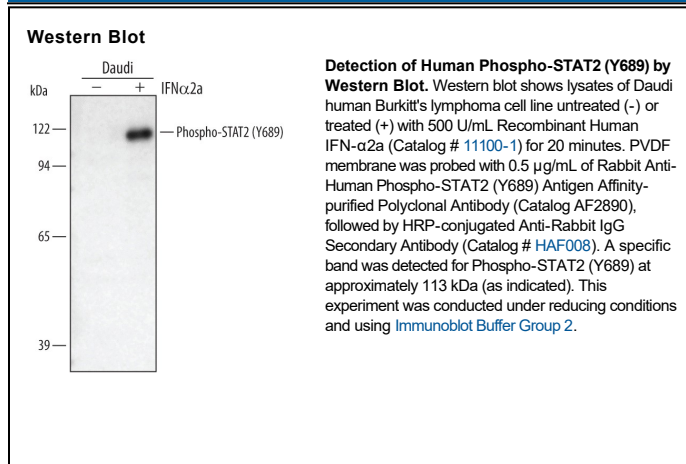 Western Blot
Daudi
kDa
− + IFNα2a
122
Phospho-STAT2 (Y689)
94
65
39
Detection of Human Phospho-STAT2 (Y689) by
Western Blot. Western blot shows lysates of Daudi
human Burkitt's lymphoma cell line untreated (-) or
treated (+) with 500 U/mL Recombinant Human
IFN-α2a (Catalog # 11100-1) for 20 minutes. PVDF
membrane was probed with 0.5 µg/mL of Rabbit Anti-
Human Phospho-STAT2 (Y689) Antigen Affinity-
purified Polyclonal Antibody (Catalog AF2890),
followed by HRP-conjugated Anti-Rabbit IgG
Secondary Antibody (Catalog # HAF008). A specific
band was detected for Phospho-STAT2 (Y689) at
approximately 113 kDa (as indicated). This
experiment was conducted under reducing conditions
and using Immunoblot Buffer Group 2.